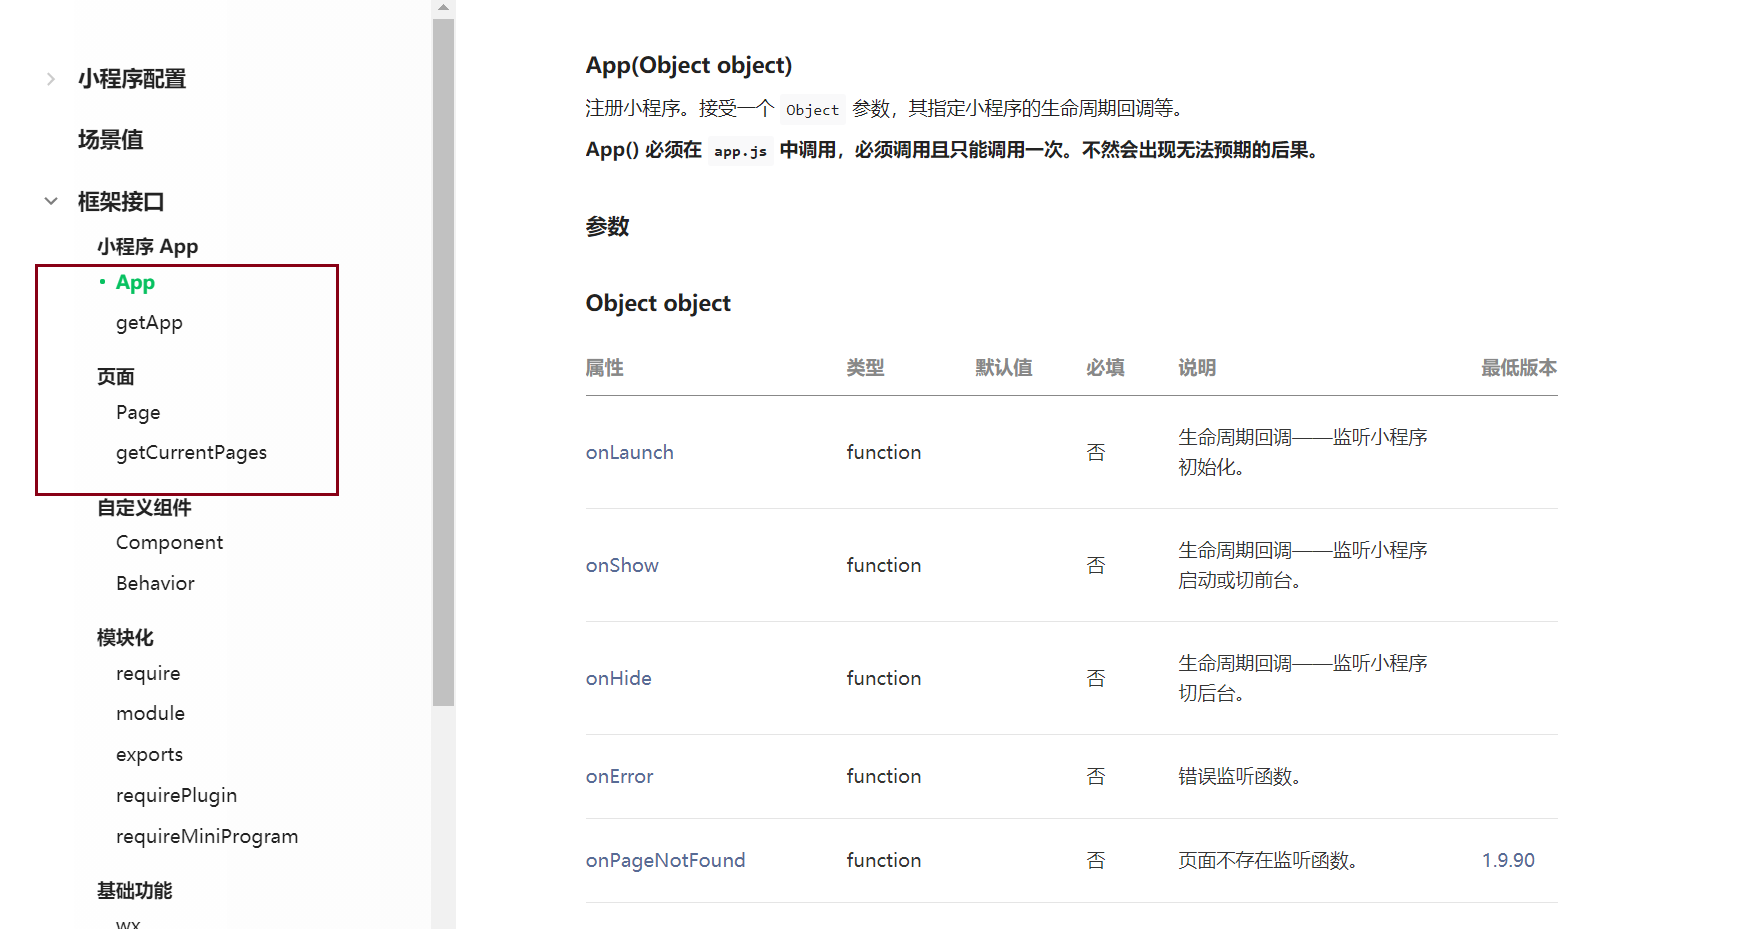 小程序配置
场景值
框架接口
小程序 App
App
getApp
页面
Page
getCurrentPages
自定义组件
Component
Behavior
模块化
require
module
exports
requirePlugin
requireMiniProgram
基础功能
wx
App(Object object)
注册小程序。接受一个 Object 参数，其指定小程序的生命周期回调等。
App() 必须在 app.js 中调用，必须调用且只能调用一次。不然会出现无法预期的后果。
参数
Object object
属性 类型 默认值 必填 说明 最低版本
onLaunch function 否 生命周期回调——监听小程序
初始化。
onShow function 否 生命周期回调——监听小程序
启动或切前台。
onHide function 否 生命周期回调——监听小程序
切后台。
onError function 否 错误监听函数。
onPageNotFound function 否 页面不存在监听函数。 1.9.90